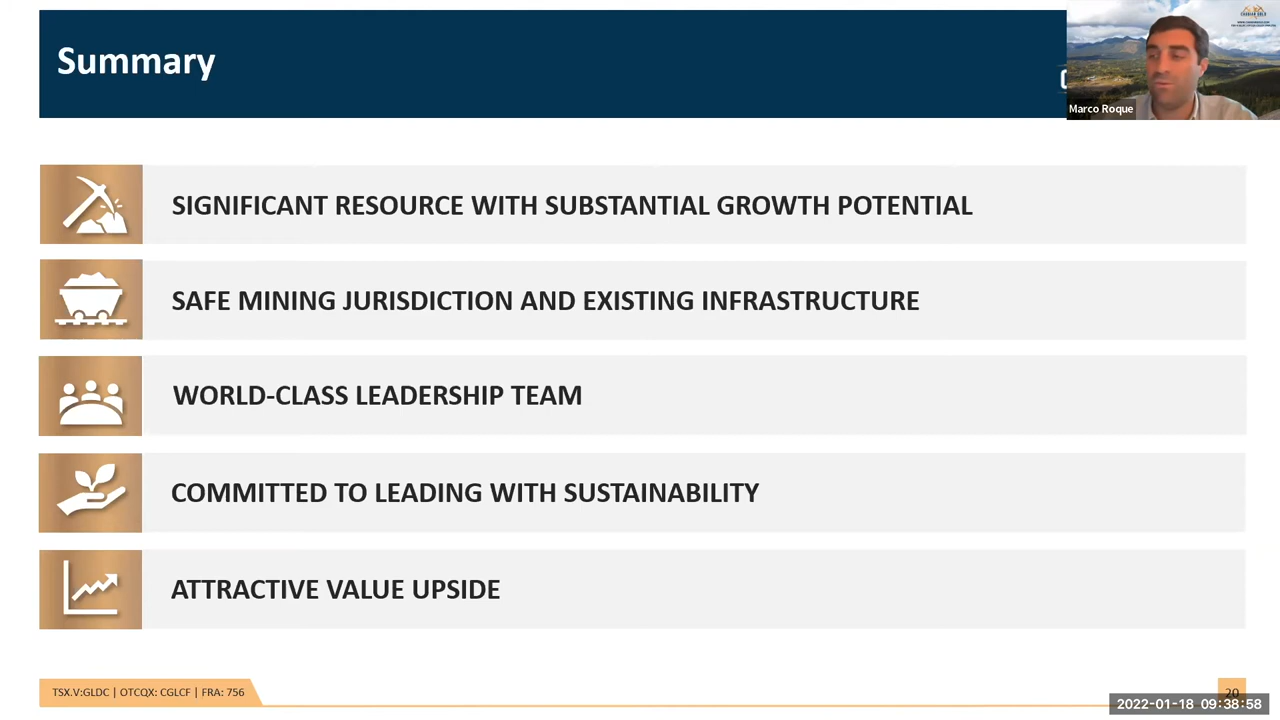 Summary
Marco Roque
SIGNIFICANT RESOURCE WITH SUBSTANTIAL GROWTH POTENTIAL
SAFE MINING JURISDICTION AND EXISTING INFRASTRUCTURE
WORLD-CLASS LEADERSHIP TEAM
COMMITTED TO LEADING WITH SUSTAINABILITY
ATTRACTIVE VALUE UPSIDE
TSX.V:GLDC | OTCQX: CGLCF | FRA: 756
20
2022-01-18 09:38:58